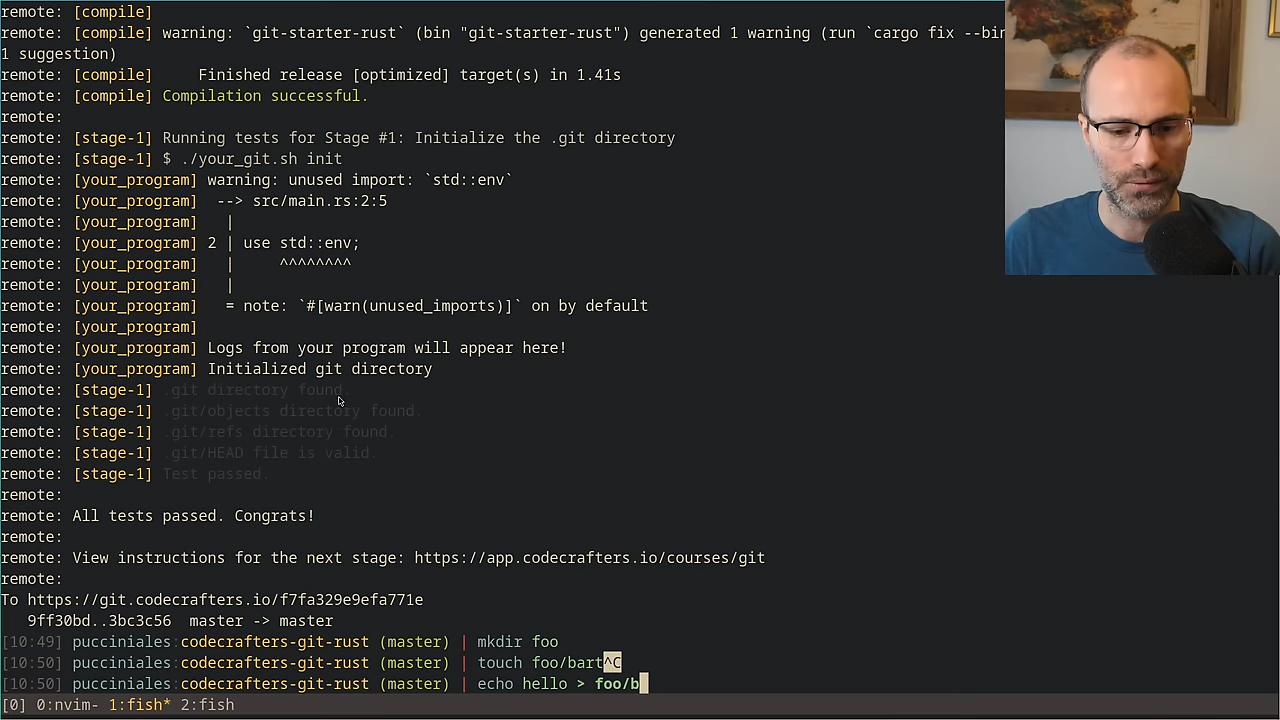 remote: [compile]
remote: [compile] warning: `git-starter-rust` (bin "git-starter-rust") generated 1 warning (run `cargo fix --bin
1 suggestion)
remote: [compile]     Finished release [optimized] target(s) in 1.41s
remote: [compile] Compilation successful.
remote:
remote: [stage-1] Running tests for Stage #1: Initialize the .git directory
remote: [stage-1] $ ./your_git.sh init
remote: [your_program] warning: unused import: `std::env`
remote: [your_program]  --> src/main.rs:2:5
remote: [your_program]   |
remote: [your_program] 2 | use std::env;
remote: [your_program]   |     ^^^^^^^^
remote: [your_program]   |
remote: [your_program]   = note: `#[warn(unused_imports)]` on by default
remote: [your_program]
remote: [your_program] Logs from your program will appear here!
remote: [your_program] Initialized git directory
remote: [stage-1] .git directory found.
remote: [stage-1] .git/objects directory found.
remote: [stage-1] .git/refs directory found.
remote: [stage-1] .git/HEAD file is valid.
remote: [stage-1] Test passed.
remote:
remote: All tests passed. Congrats!
remote:
remote: View instructions for the next stage: https://app.codecrafters.io/courses/git
remote:
To https://git.codecrafters.io/f7fa329e9efa771e
   9ff30bd..3bc3c56  master -> master
[10:49] pucciniales:codecrafters-git-rust (master) | mkdir foo
[10:50] pucciniales:codecrafters-git-rust (master) | touch foo/bart^C
[10:50] pucciniales:codecrafters-git-rust (master) | echo hello > foo/b
[0] 0:nvim- 1:fish* 2:fish